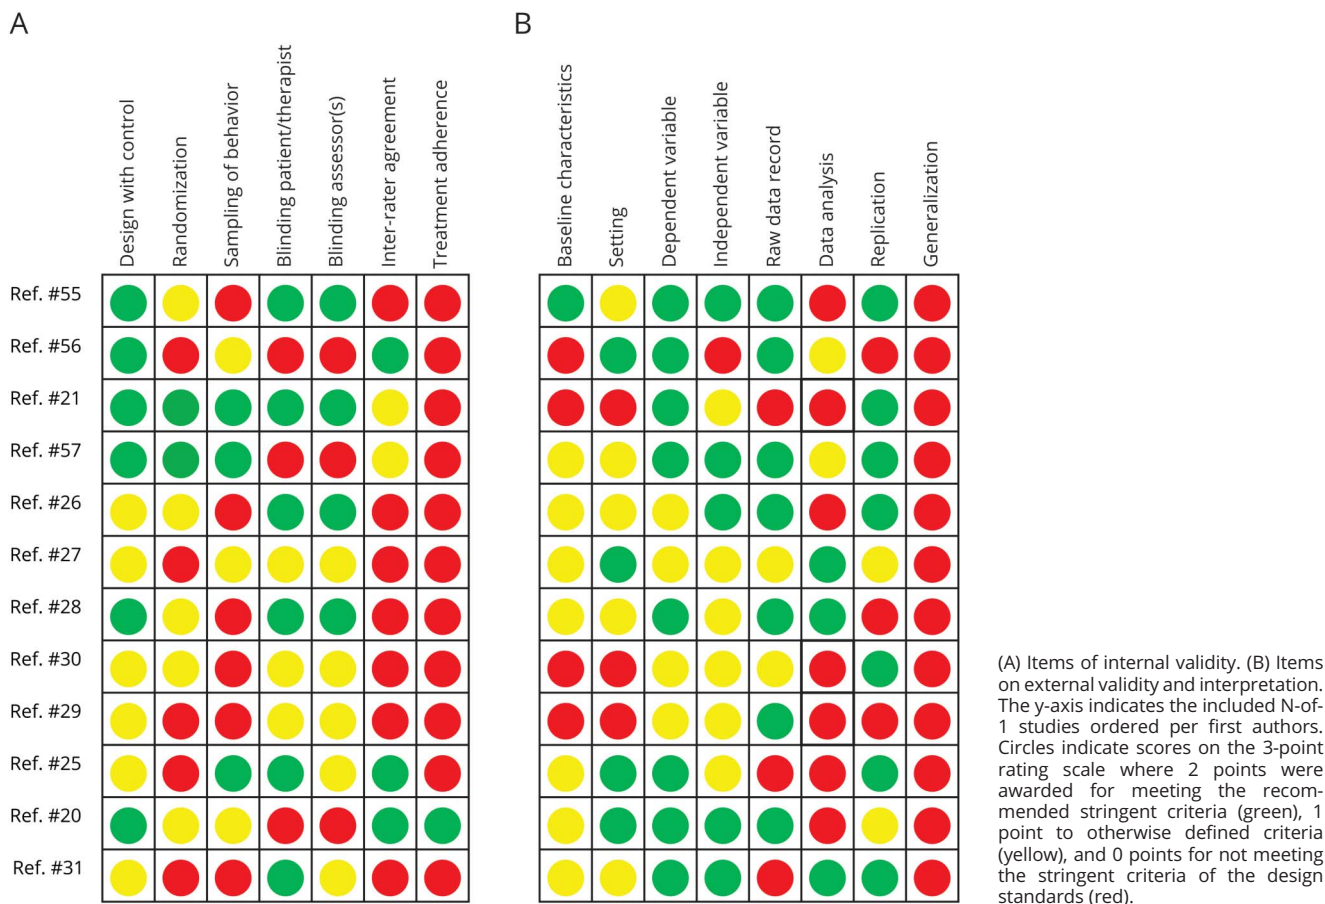 A
B
Design with control
Randomization
Sampling of behavior
Blinding patient/therapist
Blinding assessor(s)
Inter-rater agreement
Treatment adherence
Baseline characteristics
Setting
Dependent variable
Independent variable
Raw data record
Data analysis
Replication
Generalization
Ref. #55
Ref. #56
Ref. #21
Ref. #57
Ref. #26
Ref. #27
Ref. #28
Ref. #30
Ref. #29
Ref. #25
Ref. #20
Ref. #31
(A) Items of internal validity. (B) Items
on external validity and interpretation.
The y-axis indicates the included N-of-
1 studies ordered per first authors.
Circles indicate scores on the 3-point
rating scale where 2 points were
awarded for meeting the recom-
mended stringent criteria (green), 1
point to otherwise defined criteria
(yellow), and 0 points for not meeting
the stringent criteria of the design
standards (red).